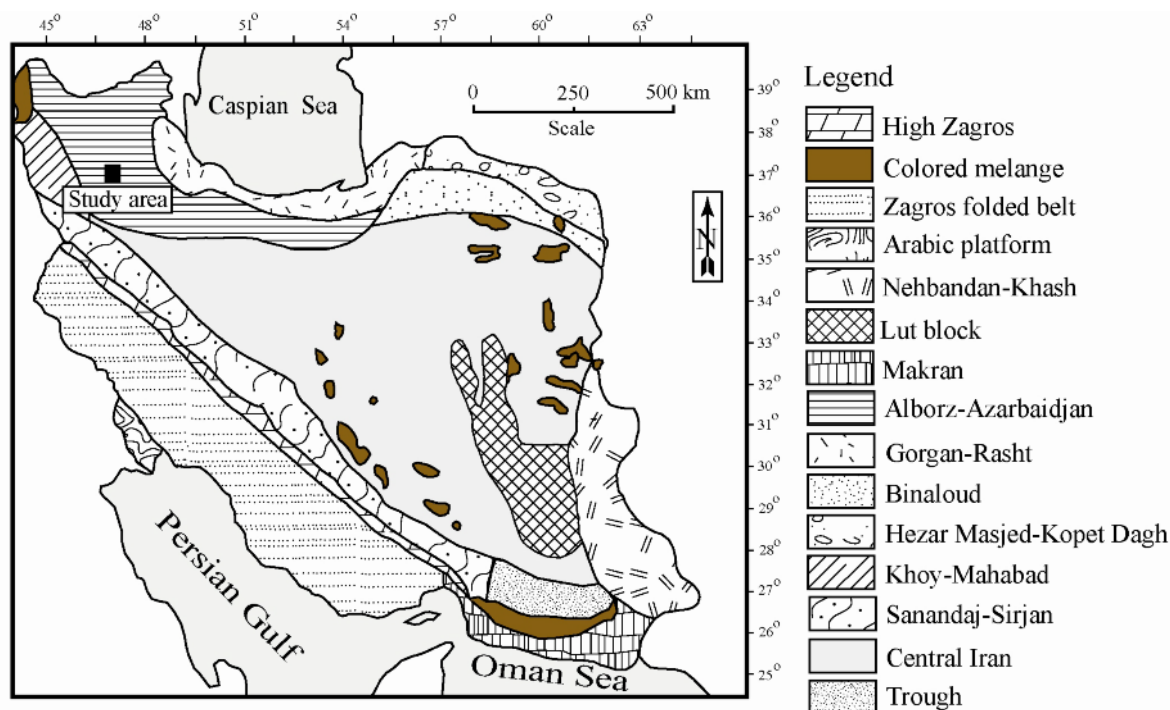 45° 48° 51° 54° 57° 60° 63°
Caspian Sea
0 250 500 km
Scale
Study area
N
39°
38°
37°
36°
35°
34°
33°
32°
31°
30°
29°
28°
27°
26°
25°
Persian Gulf
Oman Sea
Legend
High Zagros
Colored melange
Zagros folded belt
Arabic platform
Nehbandan-Khash
Lut block
Makran
Alborz-Azarbaidjan
Gorgan-Rasht
Binaloud
Hezar Masjed-Kopet Dagh
Khoy-Mahabad
Sanandaj-Sirjan
Central Iran
Trough